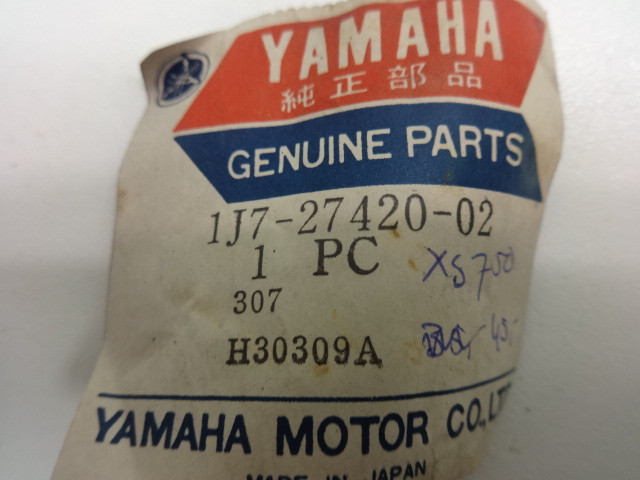 YAMAHA
純正部品
GENUINE PARTS
1J7-27420-02
1 PC
XS750
307
H30309A
45,-
YAMAHA MOTOR CO., LT
MADE IN JAPAN